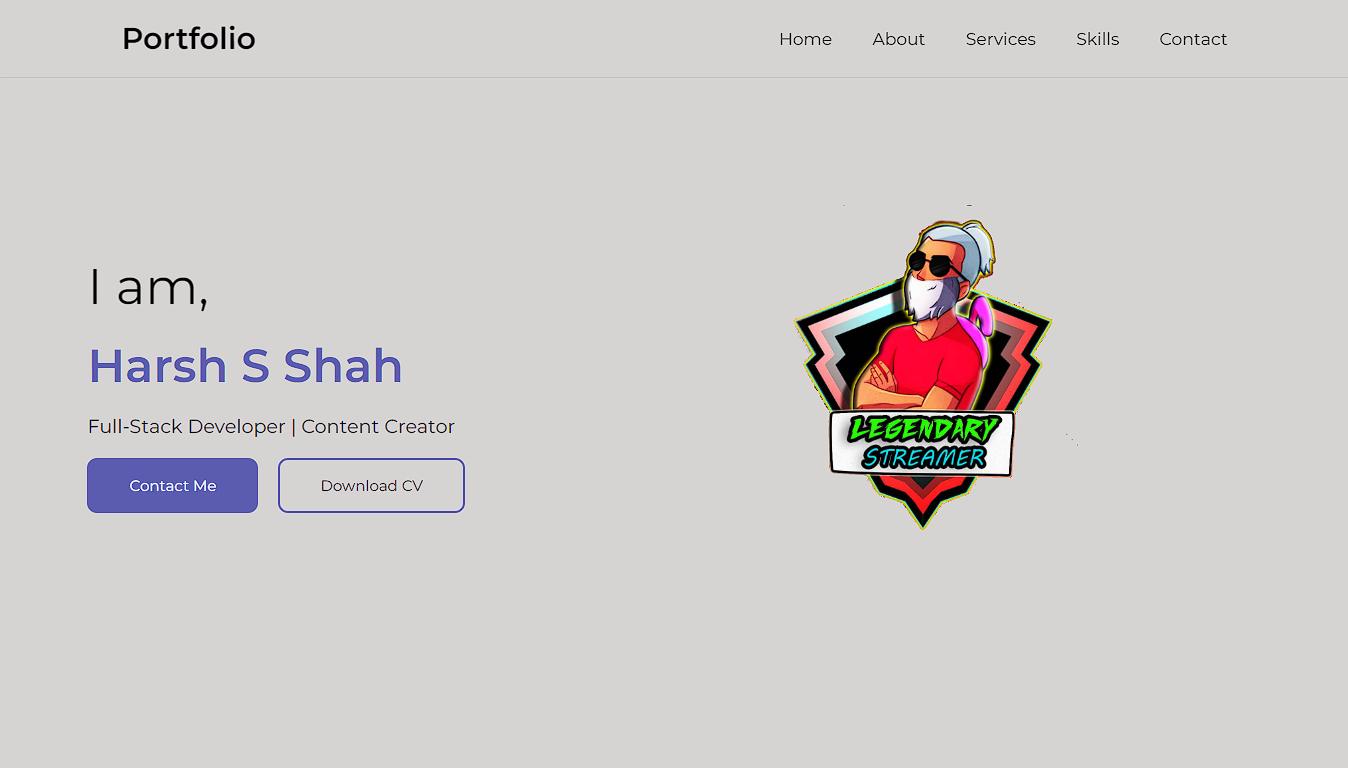 Portfolio
Home
About
Services
Skills
Contact
I am,
Harsh S Shah
Full-Stack Developer | Content Creator
Contact Me
Download CV
LEGENDARY
STREAMER